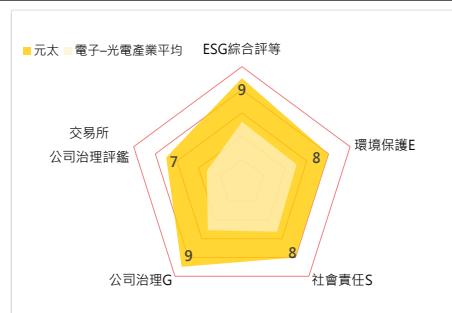 元太 電子–光電產業平均
ESG綜合評等
9
環境保護E
8
社會責任S
8
公司治理G
9
交易所
公司治理評鑑
7